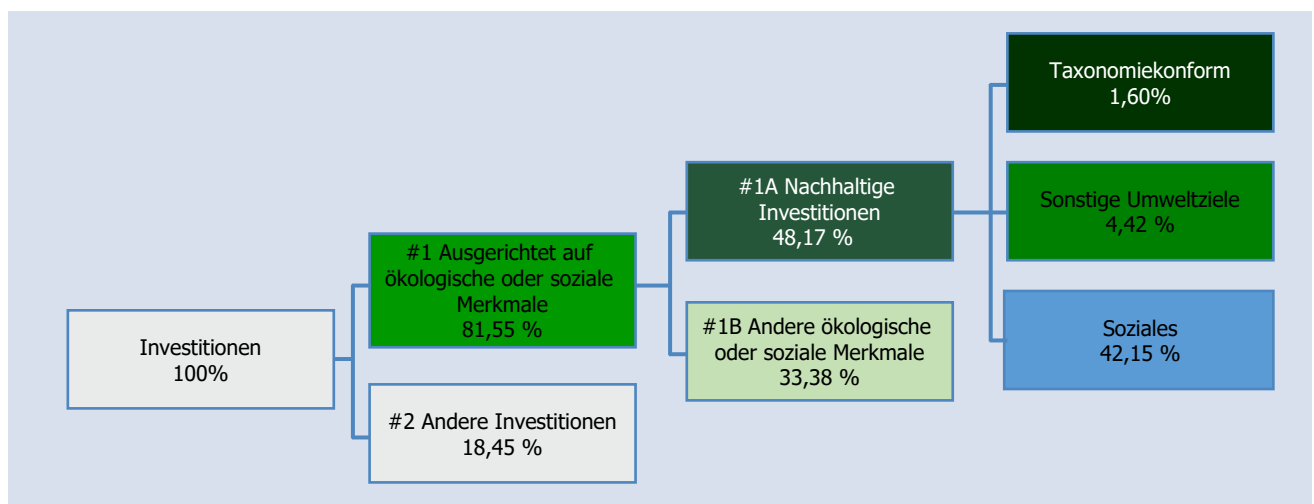 Investitionen
100%
#1 Ausgerichtet auf
ökologische oder soziale
Merkmale
81,55 %
#2 Andere Investitionen
18,45 %
#1A Nachhaltige
Investitionen
48,17 %
#1B Andere ökologische
oder soziale Merkmale
33,38 %
Taxonomiekonform
1,60%
Sonstige Umweltziele
4,42 %
Soziales
42,15 %